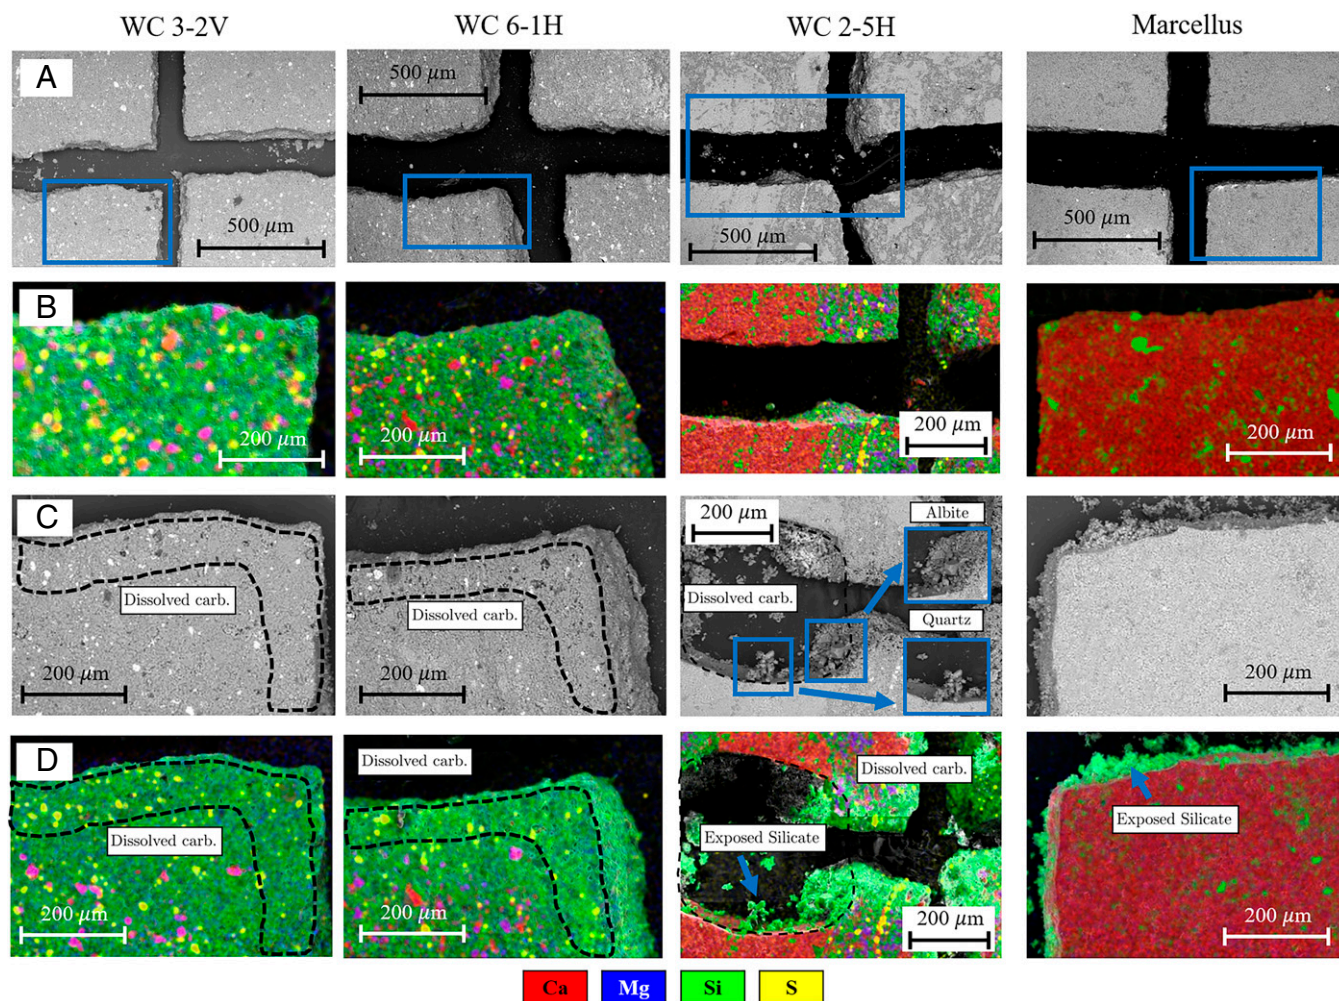 WC 3-2V
WC 6-1H
WC 2-5H
Marcellus
A
500 μm
500 μm
500 μm
500 μm
B
200 μm
200 μm
200 μm
200 μm
C
Dissolved carb.
200 μm
Dissolved carb.
200 μm
200 μm
Albite
Dissolved carb.
Quartz
200 μm
D
Dissolved carb.
200 μm
Dissolved carb.
200 μm
Dissolved carb.
Exposed Silicate
200 μm
Exposed Silicate
200 μm
Ca
Mg
Si
S